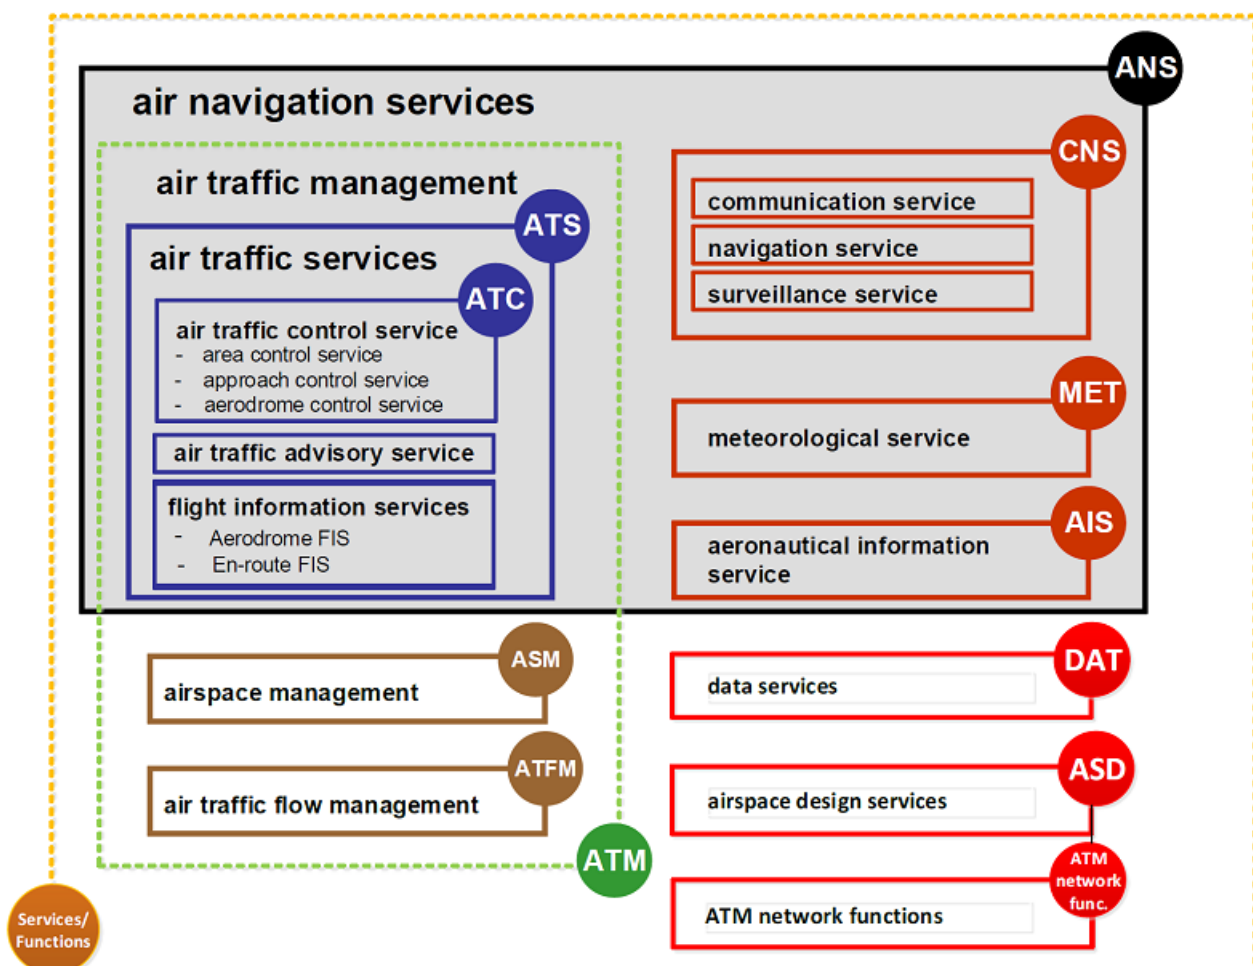 ANS
air navigation services
air traffic management
ATS
air traffic services
ATC
air traffic control service
- area control service
- approach control service
- aerodrome control service
air traffic advisory service
flight information services
- Aerodrome FIS
- En-route FIS
CNS
communication service
navigation service
surveillance service
MET
meteorological service
AIS
aeronautical information
service
ASM
airspace management
ATFM
air traffic flow management
ATM
DAT
data services
ASD
airspace design services
ATM
network
func.
ATM network functions
Services/
Functions